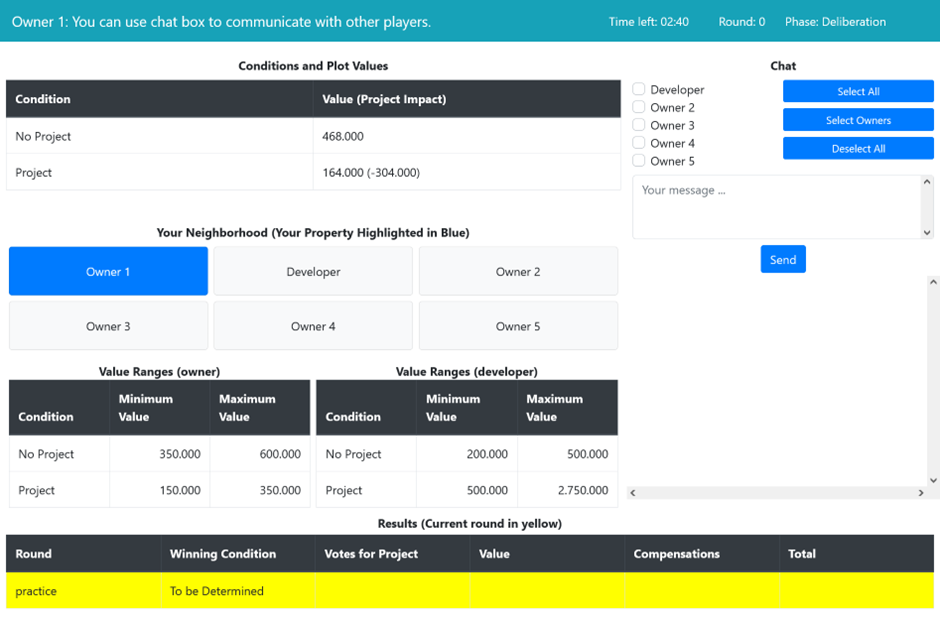 Owner 1: You can use chat box to communicate with other players. Time left: 02:40 Round: 0 Phase: Deliberation
Conditions and Plot Values
Condition Value (Project Impact)
No Project 468.000
Project 164.000 (-304.000)
Your Neighborhood (Your Property Highlighted in Blue)
Owner 1 Developer Owner 2
Owner 3 Owner 4 Owner 5
Value Ranges (owner)
Condition Minimum Value Maximum Value
No Project 350.000 600.000
Project 150.000 350.000
Value Ranges (developer)
Condition Minimum Value Maximum Value
No Project 200.000 500.000
Project 500.000 2.750.000
Chat
Developer
Owner 2
Owner 3
Owner 4
Owner 5
Select All
Select Owners
Deselect All
Your message ...
Send
Results (Current round in yellow)
Round Winning Condition Votes for Project Value Compensations Total
practice To be Determined